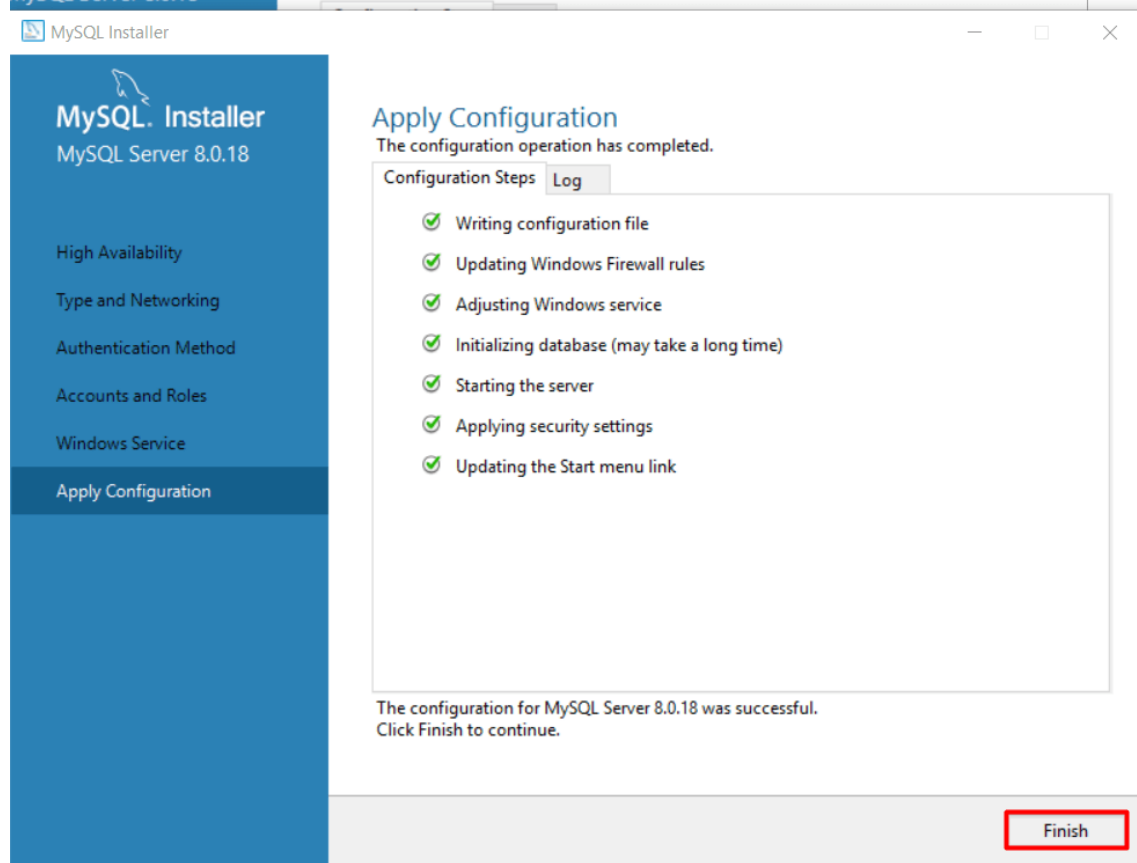 MySQL Installer
MySQL. Installer
MySQL Server 8.0.18
High Availability
Type and Networking
Authentication Method
Accounts and Roles
Windows Service
Apply Configuration
Apply Configuration
The configuration operation has completed.
Configuration Steps
Log
Writing configuration file
Updating Windows Firewall rules
Adjusting Windows service
Initializing database (may take a long time)
Starting the server
Applying security settings
Updating the Start menu link
The configuration for MySQL Server 8.0.18 was successful.
Click Finish to continue.
Finish